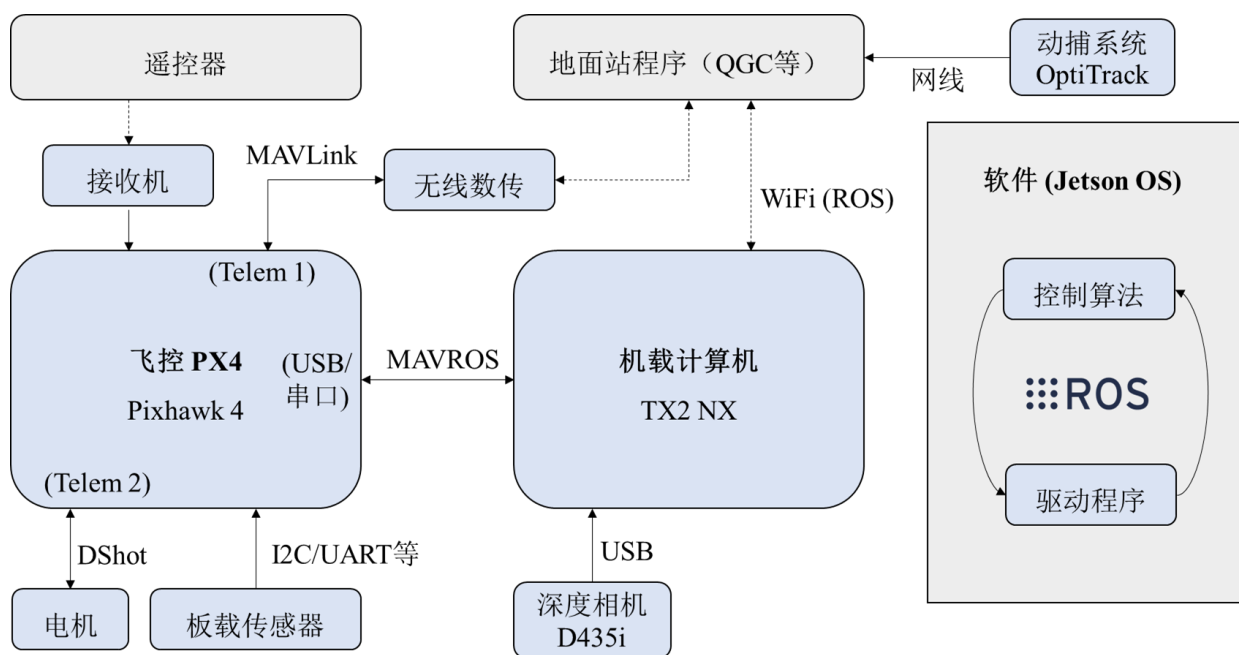 遥控器
地面站程序（QGC等）
动捕系统
OptiTrack
网线
MAVLink
接收机
无线数传
WiFi (ROS)
软件 (Jetson OS)
(Telem 1)
控制算法
飞控 PX4
Pixhawk 4
(USB/
串口)
MAVROS
机载计算机
TX2 NX
ROS
(Telem 2)
驱动程序
DShot
I2C/UART等
USB
电机
板载传感器
深度相机
D435i